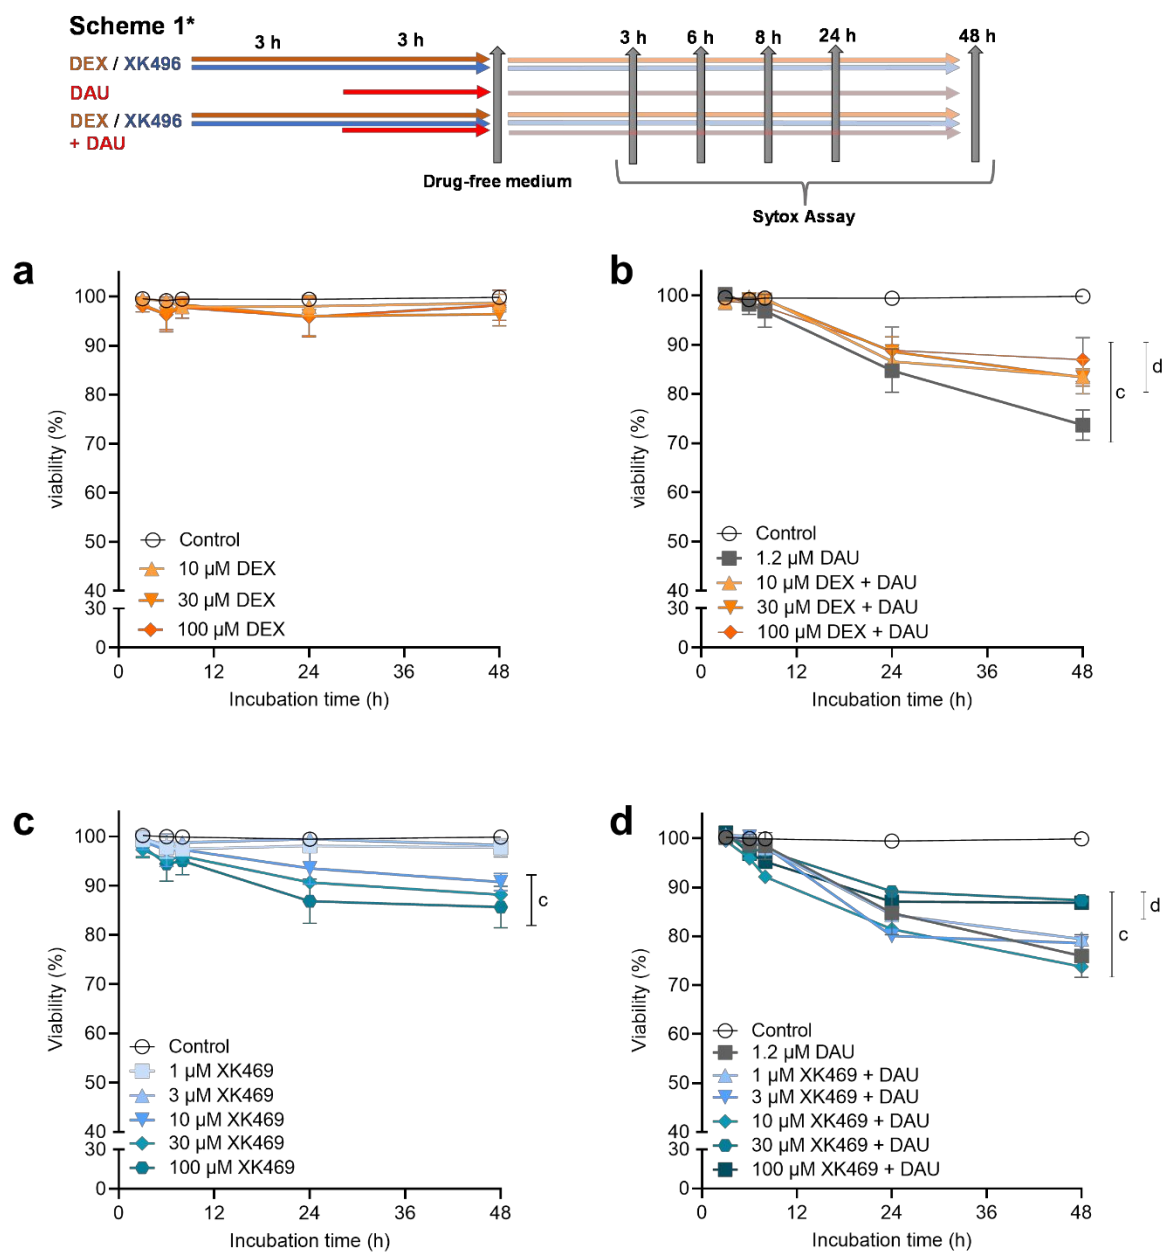 Scheme 1*
3 h 3 h 3 h 6 h 8 h 24 h 48 h
DEX / XK496
DAU
DEX / XK496
+ DAU
Drug-free medium
Sytox Assay
a
viability (%)
100
90
80
70
60
50
40
30
0
Control
10 µM DEX
30 µM DEX
100 µM DEX
0 12 24 36 48
Incubation time (h)
b
viability (%)
100
90
80
70
60
50
40
30
0
Control
1.2 µM DAU
10 µM DEX + DAU
30 µM DEX + DAU
100 µM DEX + DAU
c
d
0 12 24 36 48
Incubation time (h)
c
Viability (%)
100
90
80
70
60
50
40
30
0
Control
1 µM XK469
3 µM XK469
10 µM XK469
30 µM XK469
100 µM XK469
c
0 12 24 36 48
Incubation time (h)
d
Viability (%)
100
90
80
70
60
50
40
30
0
Control
1.2 µM DAU
1 µM XK469 + DAU
3 µM XK469 + DAU
10 µM XK469 + DAU
30 µM XK469 + DAU
100 µM XK469 + DAU
c
d
0 12 24 36 48
Incubation time (h)